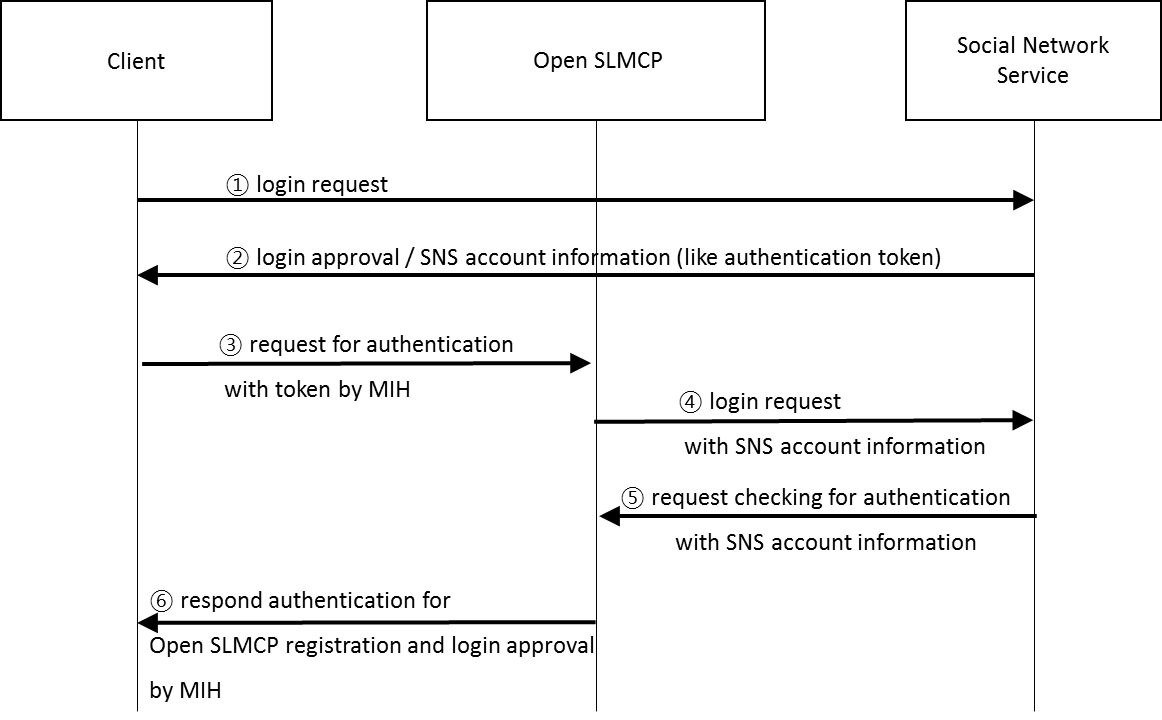 Client
Open SLMCP
Social Network
Service
① login request
② login approval / SNS account information (like authentication token)
③ request for authentication
with token by MIH
④ login request
with SNS account information
⑤ request checking for authentication
with SNS account information
⑥ respond authentication for
Open SLMCP registration and login approval
by MIH